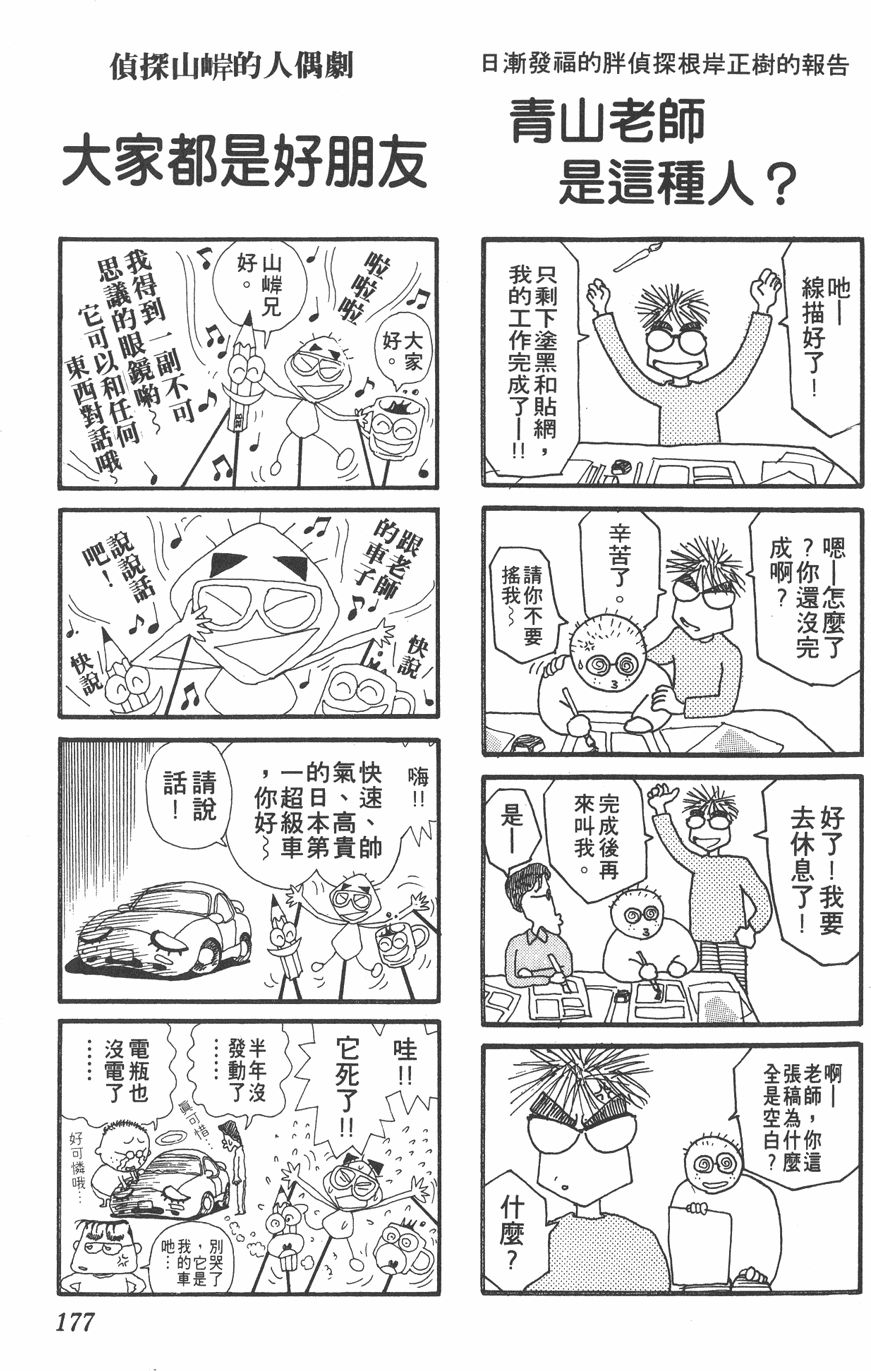 日漸發福的胖偵探根岸正樹的報告
青山老師
是這種人？
吔—
線描好了！
只剩下塗黑和貼網，
我的工作完成了—!!
嗯—怎麼了
？你還沒完
成啊？
辛苦了。
請你不要
搖我～
好了！我要
去休息了！
完成後再
來叫我。
是—
啊—
老師，你這
張稿為什麼
全是空白？
什麼？
偵探山嵂的人偶劇
大家都是好朋友
啦啦啦
大家
好。
山嵂兄
好。
我得到一副不可
思議的眼鏡喲～
它可以和任何
東西對話哦～
跟老師
的車子
說說話
吧！
快說
快說
嗨!!
快速、帥
氣、高貴
的日本第
一超級車
，你好～
請說
話！
哇!!
它死了!!
半年沒
發動了
……
電瓶也
沒電了
……
真可惜…
好可憐哦…
別哭了
，它是
我的車
吔…
177